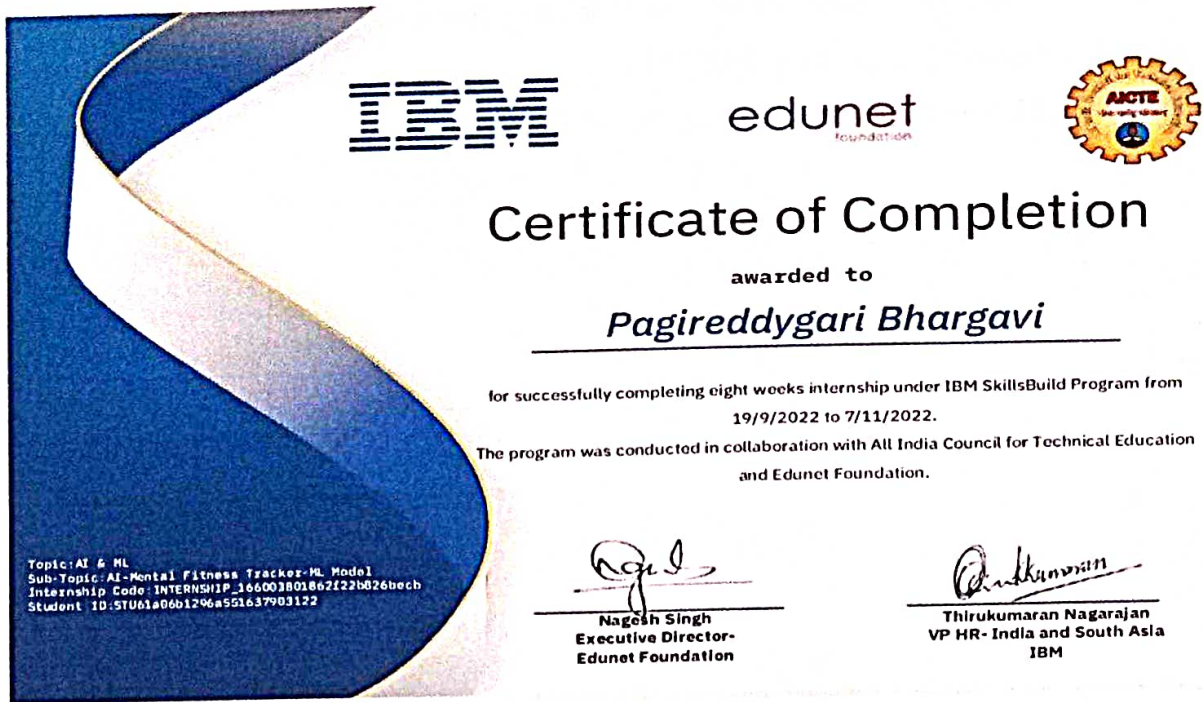 IBM
edunet
foundation
AICTE
Certificate of Completion
awarded to
Pagireddygari Bhargavi
for successfully completing eight weeks internship under IBM SkillsBuild Program from
19/9/2022 to 7/11/2022.
The program was conducted in collaboration with All India Council for Technical Education
and Edunet Foundation.
Topic:AI & ML
Sub-Topic:AI-Mental Fitness Tracker-ML Model
Internship Code:
Student ID:STU61a06b1296a551637903122
Nagesh Singh
Executive Director-
Edunet Foundation
Thirukumaran Nagarajan
VP HR- India and South Asia
IBM